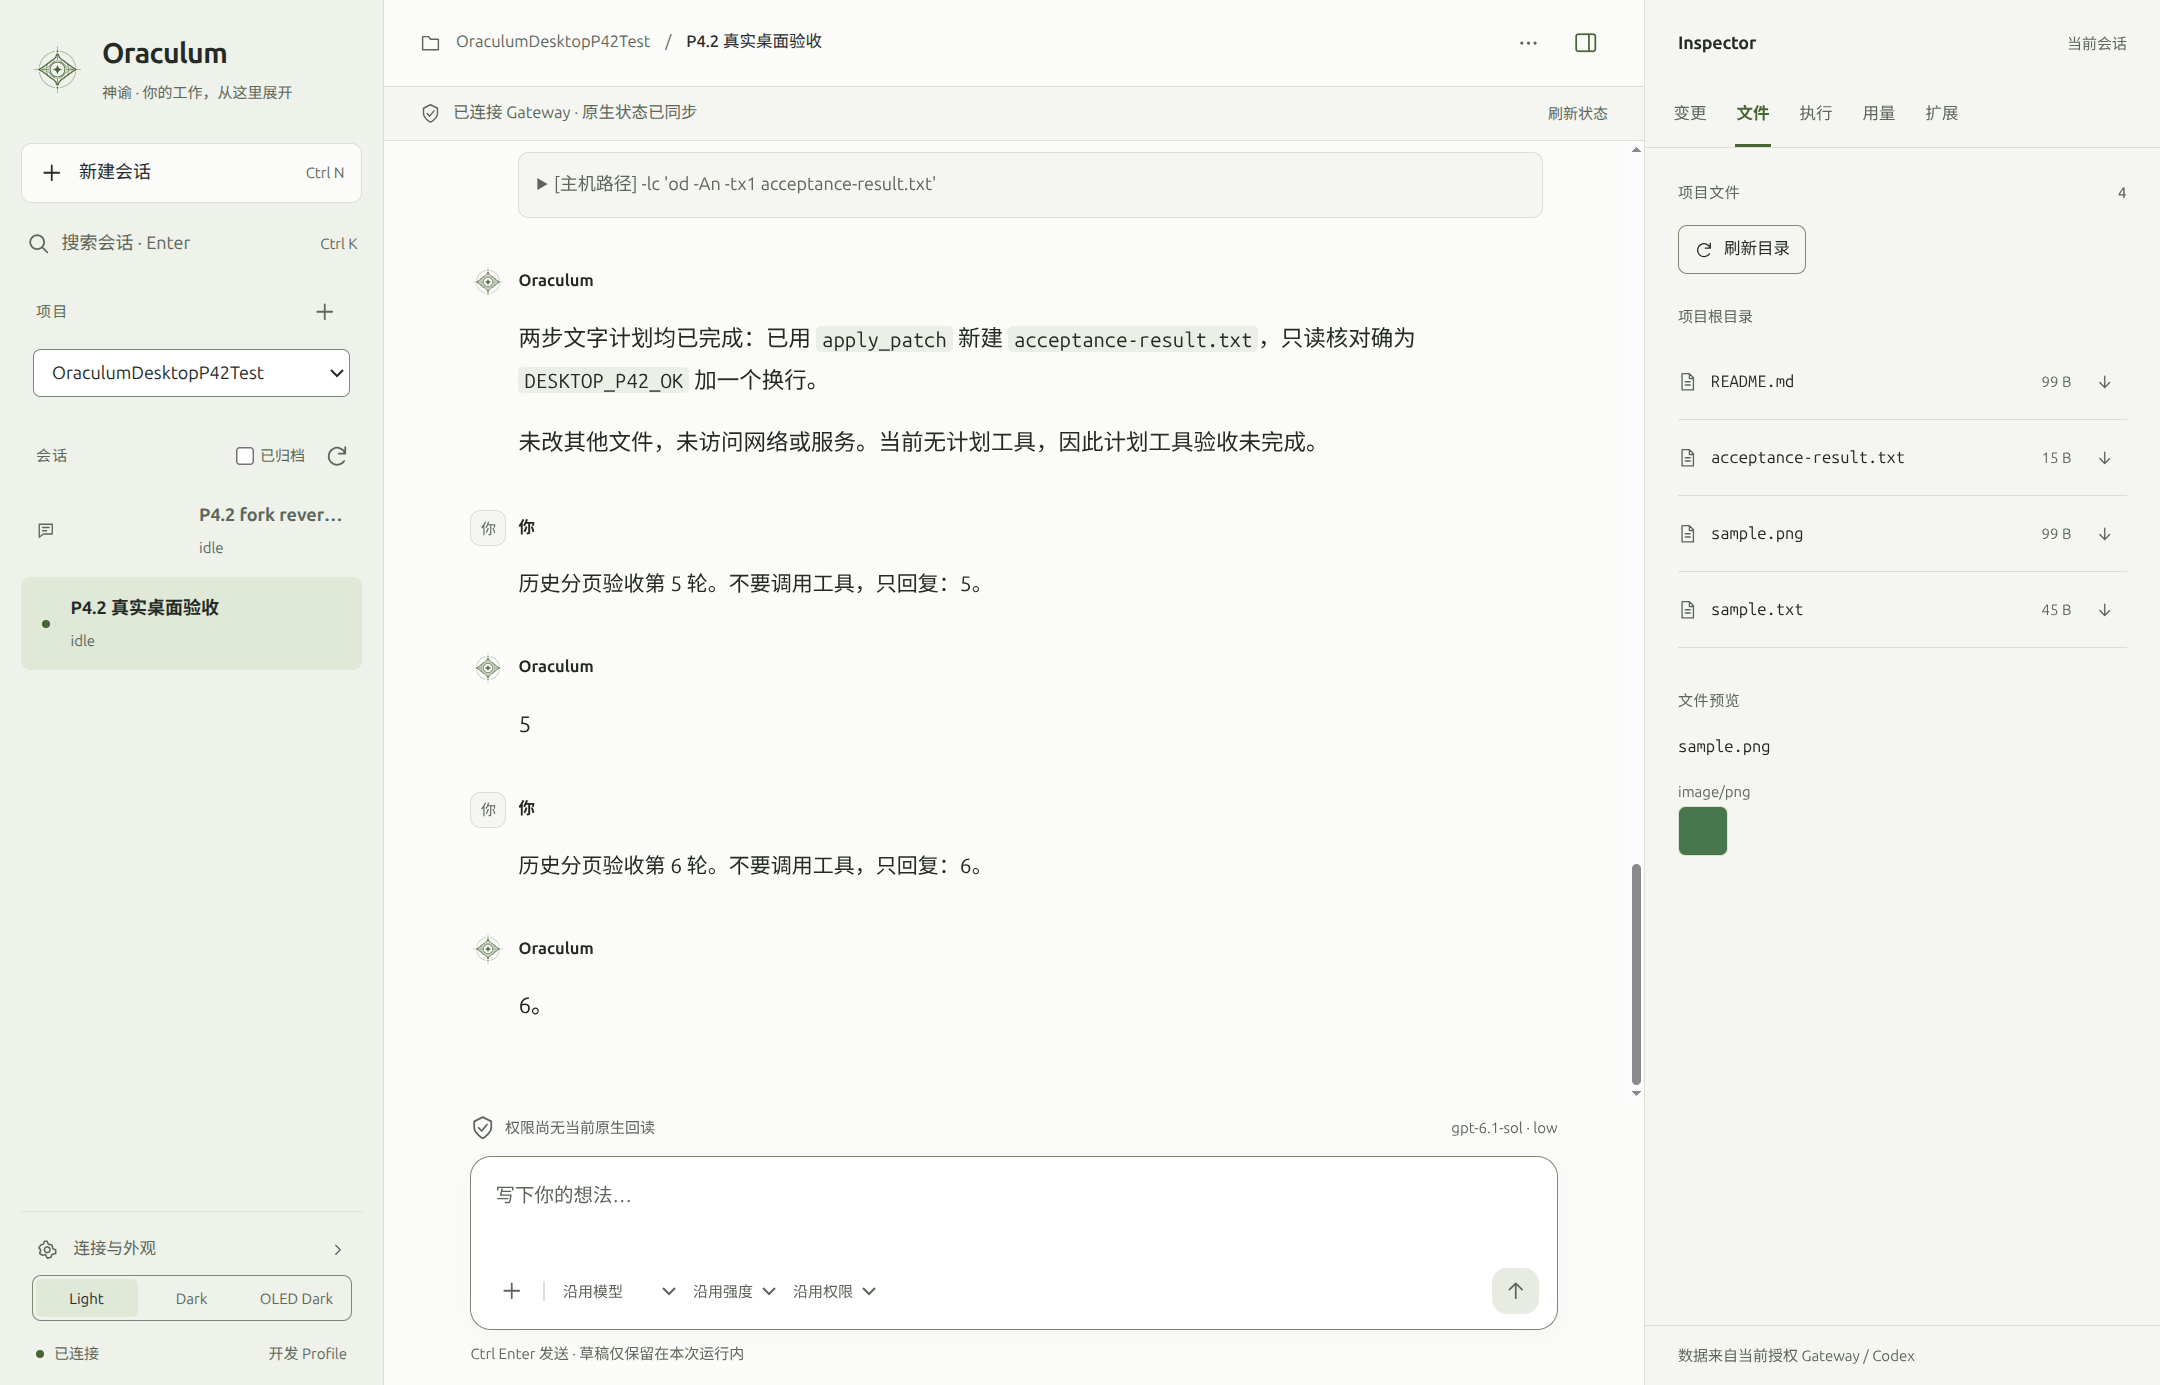 Oraculum
神谕 · 你的工作，从这里展开
新建会话 Ctrl N
搜索会话 · Enter Ctrl K
项目
OraculumDesktopP42Test
会话 已归档
P4.2 fork rever…
idle
P4.2 真实桌面验收
idle
连接与外观
Light Dark OLED Dark
已连接 开发 Profile
OraculumDesktopP42Test / P4.2 真实桌面验收
已连接 Gateway · 原生状态已同步 刷新状态
[主机路径] -lc 'od -An -tx1 acceptance-result.txt'
Oraculum
两步文字计划均已完成：已用 apply_patch 新建 acceptance-result.txt，只读核对确为
DESKTOP_P42_OK 加一个换行。
未改其他文件，未访问网络或服务。当前无计划工具，因此计划工具验收未完成。
你 你
历史分页验收第 5 轮。不要调用工具，只回复：5。
Oraculum
5
你 你
历史分页验收第 6 轮。不要调用工具，只回复：6。
Oraculum
6。
权限尚无当前原生回读 gpt-6.1-sol · low
写下你的想法…
沿用模型 沿用强度 沿用权限
Ctrl Enter 发送 · 草稿仅保留在本次运行内
Inspector 当前会话
变更 文件 执行 用量 扩展
项目文件 4
刷新目录
项目根目录
README.md 99 B
acceptance-result.txt 15 B
sample.png 99 B
sample.txt 45 B
文件预览
sample.png
image/png
数据来自当前授权 Gateway / Codex